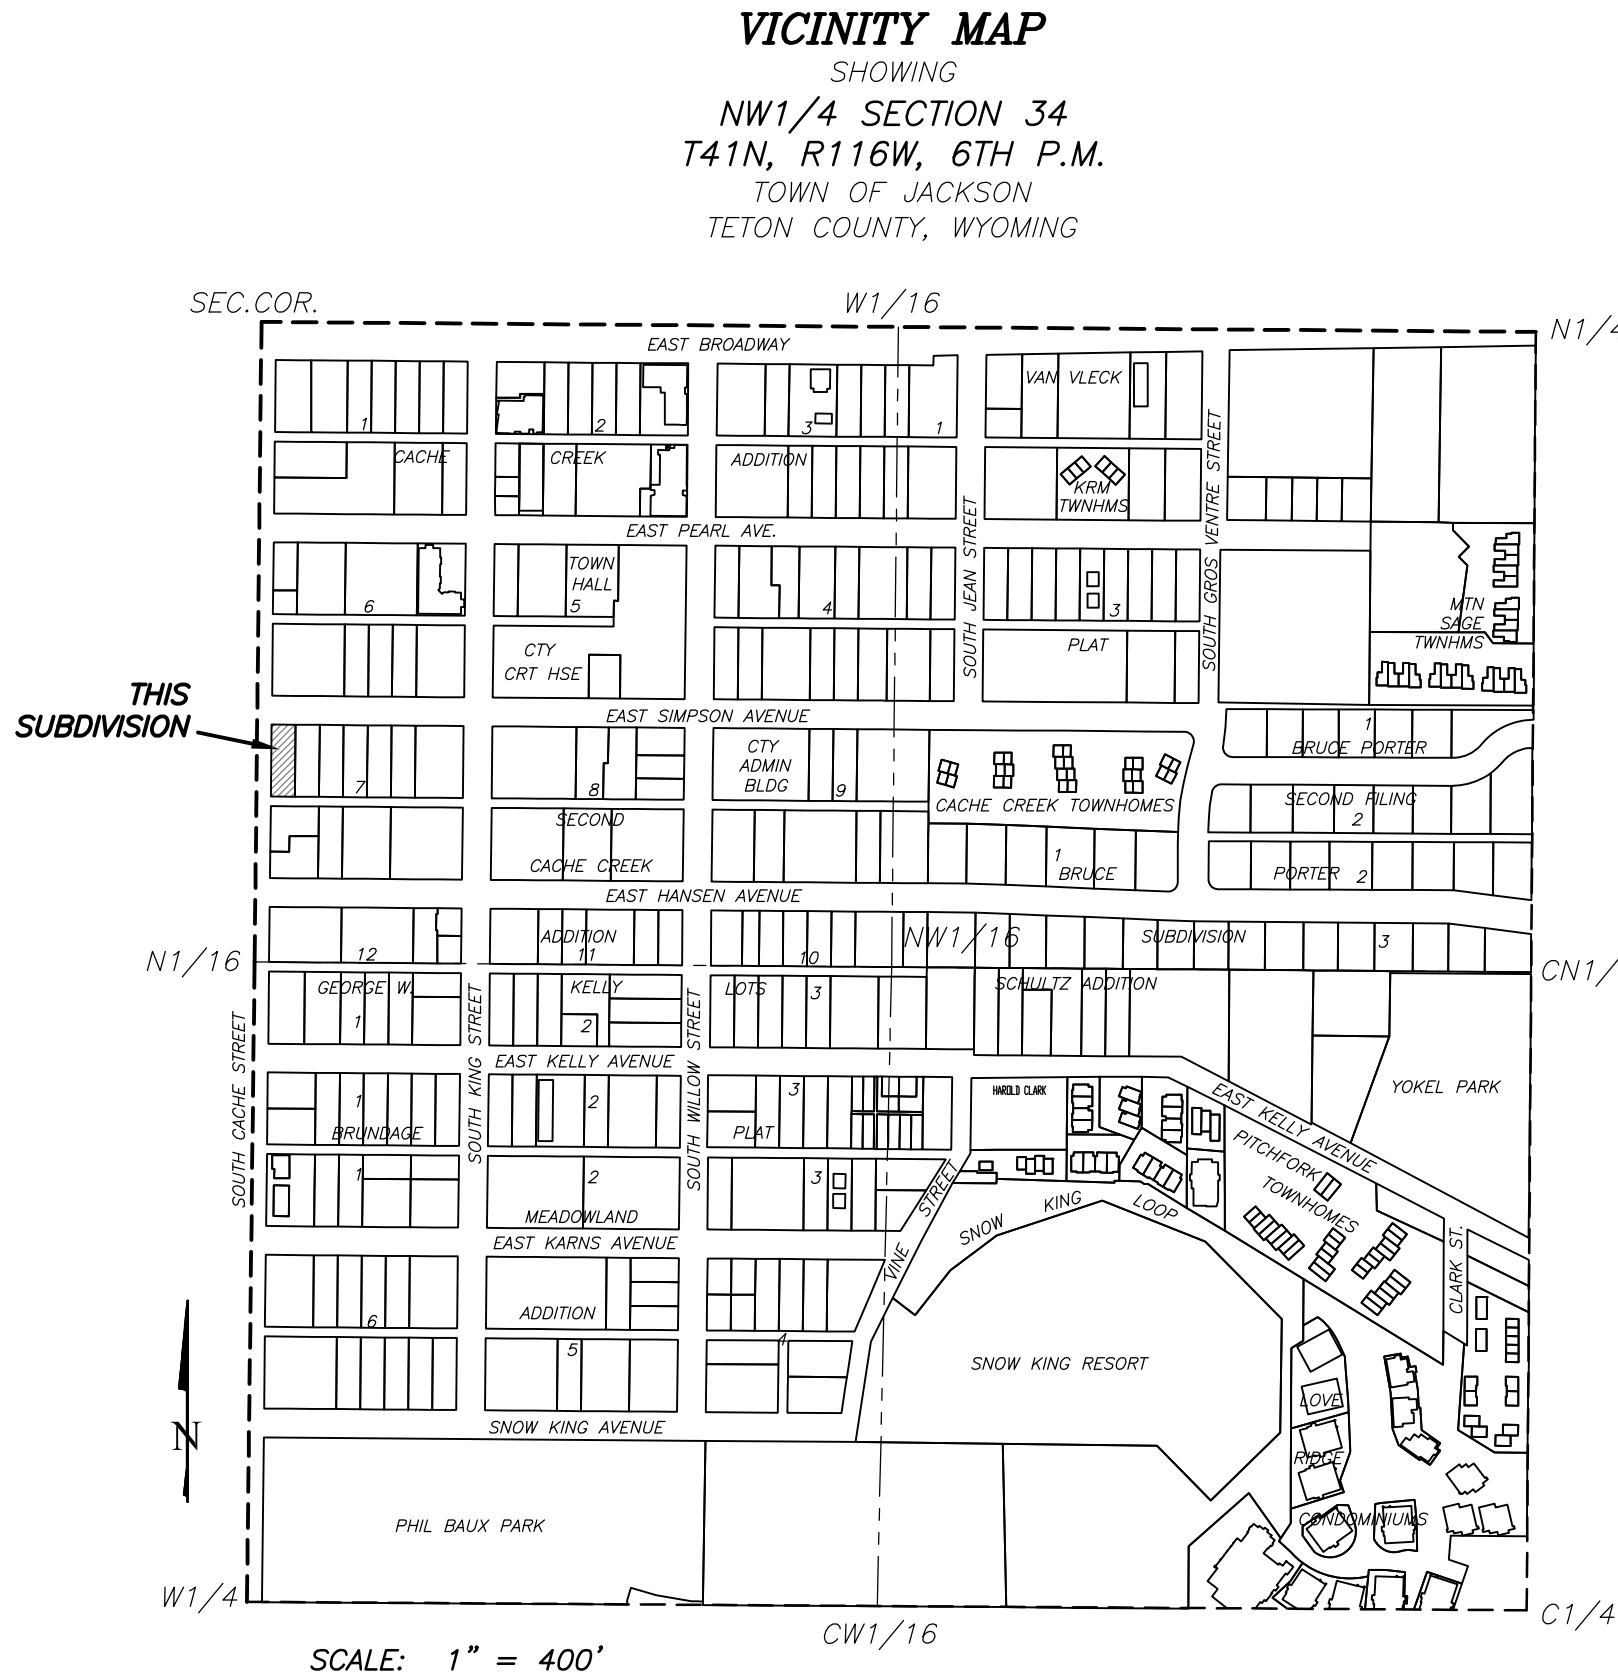 VICINITY MAP
SHOWING
NW1/4 SECTION 34
T41N, R116W, 6TH P.M.
TOWN OF JACKSON
TETON COUNTY, WYOMING
SEC.COR.
W1/16
N1/4
EAST BROADWAY
VAN VLECK
1
2
3
1
CACHE
CREEK
ADDITION
KRM
TWNHMS
SOUTH GROS VENTRE STREET
EAST PEARL AVE.
SOUTH JEAN STREET
TOWN
HALL
6
5
4
3
MTN
SAGE
TWNHMS
CTY
CRT HSE
PLAT
THIS
SUBDIVISION
EAST SIMPSON AVENUE
1
BRUCE PORTER
CTY
ADMIN
BLDG
7
8
9
CACHE CREEK TOWNHOMES
SECOND FILING
2
SECOND
CACHE CREEK
1
BRUCE
PORTER 2
EAST HANSEN AVENUE
ADDITION
NW1/16
SUBDIVISION
3
12
11
10
N1/16
CN1/
GEORGE W.
KELLY
LOTS
3
SCHULTZ ADDITION
1
2
SOUTH CACHE STREET
SOUTH KING STREET
SOUTH WILLOW STREET
EAST KELLY AVENUE
YOKEL PARK
HAROLD CLARK
1
2
3
BRUNDAGE
PLAT
EAST KELLY AVENUE
PITCHFORK
TOWNHOMES
1
2
3
MEADOWLAND
VINE STREET
SNOW KING LOOP
EAST KARNS AVENUE
CLARK ST.
ADDITION
6
5
4
SNOW KING RESORT
LOVE
RIDGE
CONDOMINIUMS
SNOW KING AVENUE
N
PHIL BAUX PARK
W1/4
CW1/16
C1/4
SCALE: 1" = 400'